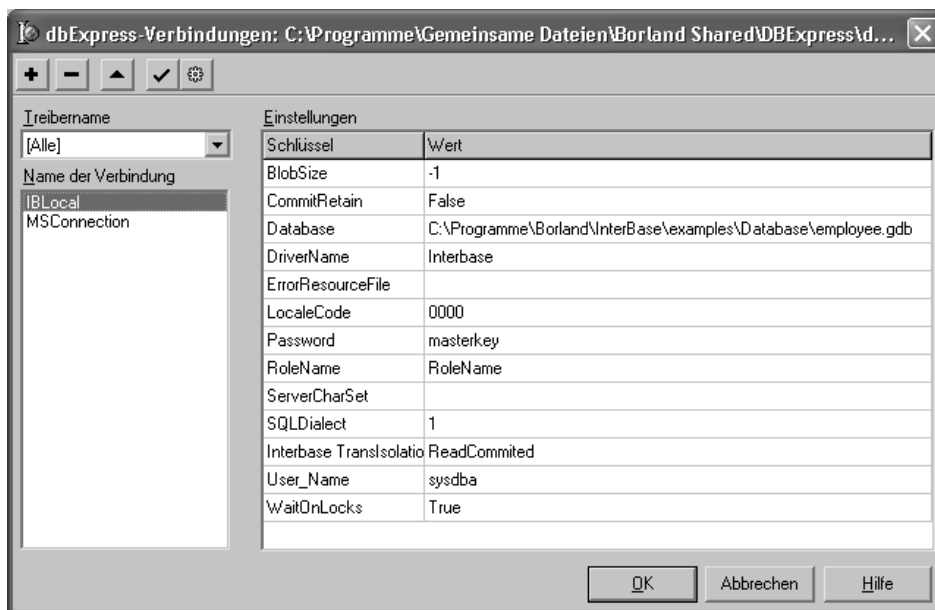 dbExpress-Verbindungen: C:\Programme\Gemeinsame Dateien\Borland Shared\DBExpress\d...
Treibername
[Alle]
Name der Verbindung
IBLocal
MSConnection
Einstellungen
Schlüssel Wert
BlobSize -1
CommitRetain False
Database C:\Programme\Borland\InterBase\examples\Database\employee.gdb
DriverName Interbase
ErrorResourceFile
LocaleCode 0000
Password masterkey
RoleName RoleName
ServerCharSet
SQLDialect 1
Interbase TransIsolatio ReadCommited
User_Name sysdba
WaitOnLocks True
OK Abbrechen Hilfe